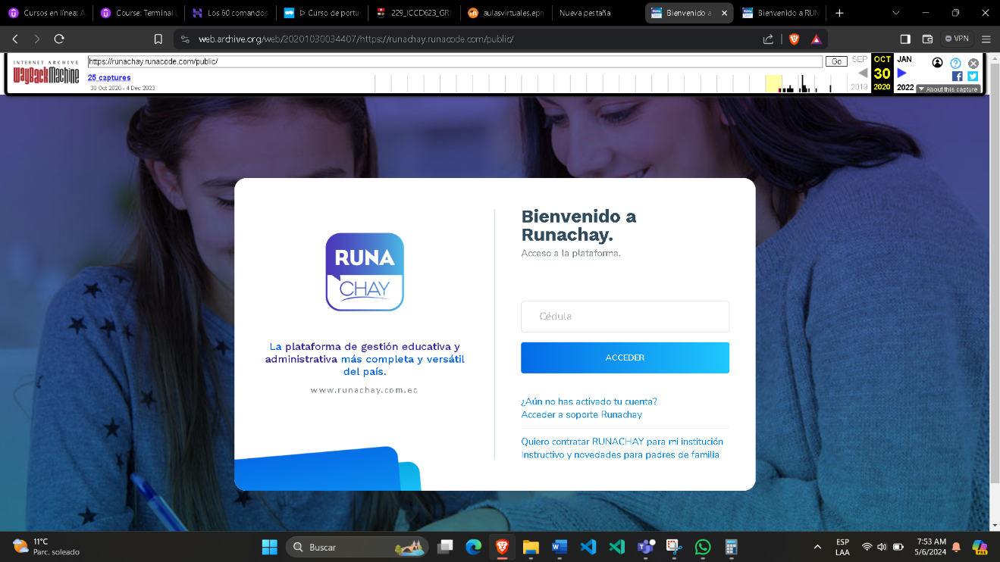 Cursos en línea: A
Course: Terminal L
Los 60 comandos
▷ Curso de portu
229_ICCD623_GR1
aulasvirtuales.epn
Nueva pestaña
Bienvenido a
Bienvenido a RUN
web.archive.org/web/20201030034407/https://runachay.runacode.com/public/
VPN
INTERNET ARCHIVE
WayBackMachine
https://runachay.runacode.com/public/
Go
SEP
OCT
JAN
25 captures
30
30 Oct 2020 - 4 Dec 2023
2019
2020
2022
About this capture
RUNA
CHAY
La plataforma de gestión educativa y
administrativa más completa y versátil
del país.
www.runachay.com.ec
Bienvenido a
Runachay.
Acceso a la plataforma.
Cédula
ACCEDER
¿Aún no has activado tu cuenta?
Acceder a soporte Runachay
Quiero contratar RUNACHAY para mi institución
Instructivo y novedades para padres de familia
11°C
Parc. soleado
Buscar
ESP
LAA
7:53 AM
5/6/2024